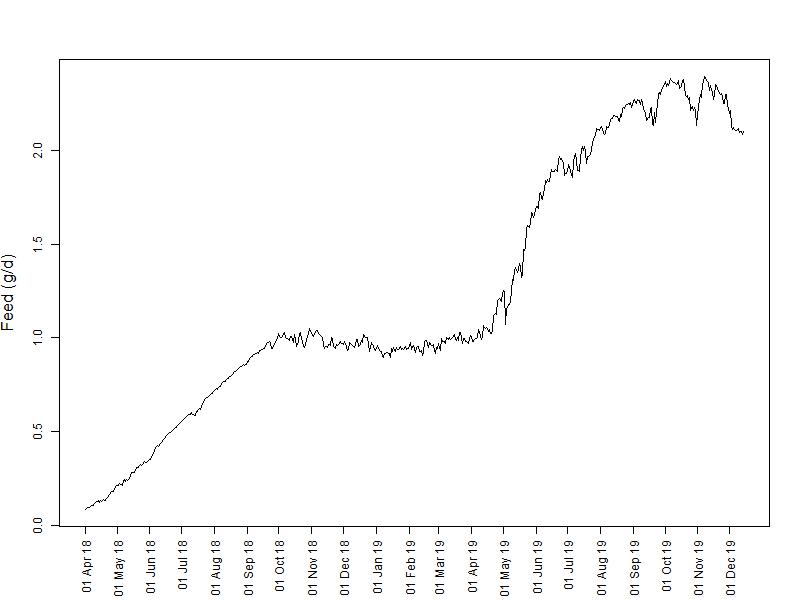 Feed (g/d)
2.0
1.5
1.0
0.5
0.0
01 Apr 18
01 May 18
01 Jun 18
01 Jul 18
01 Aug 18
01 Sep 18
01 Oct 18
01 Nov 18
01 Dec 18
01 Jan 19
01 Feb 19
01 Mar 19
01 Apr 19
01 May 19
01 Jun 19
01 Jul 19
01 Aug 19
01 Sep 19
01 Oct 19
01 Nov 19
01 Dec 19